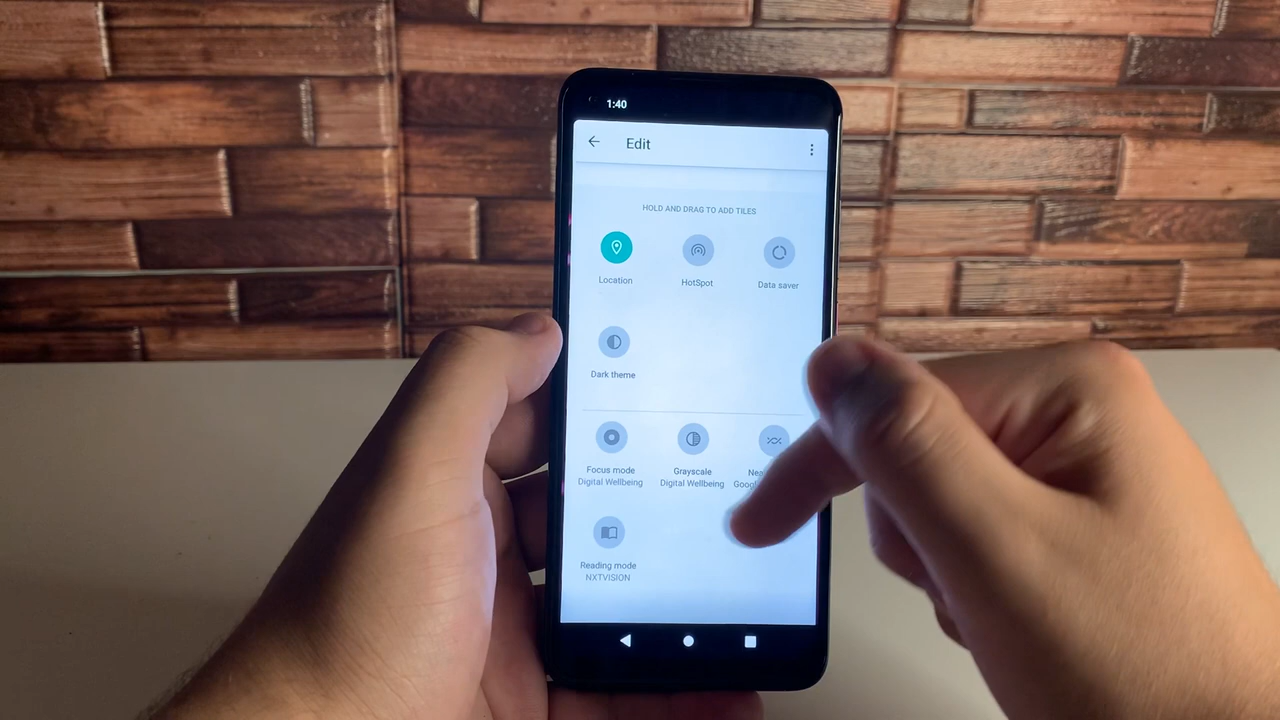 1:40
Edit
HOLD AND DRAG TO ADD TILES
Location
HotSpot
Data saver
Dark theme
Focus mode
Digital Wellbeing
Grayscale
Digital Wellbeing
Reading mode
NXTVISION